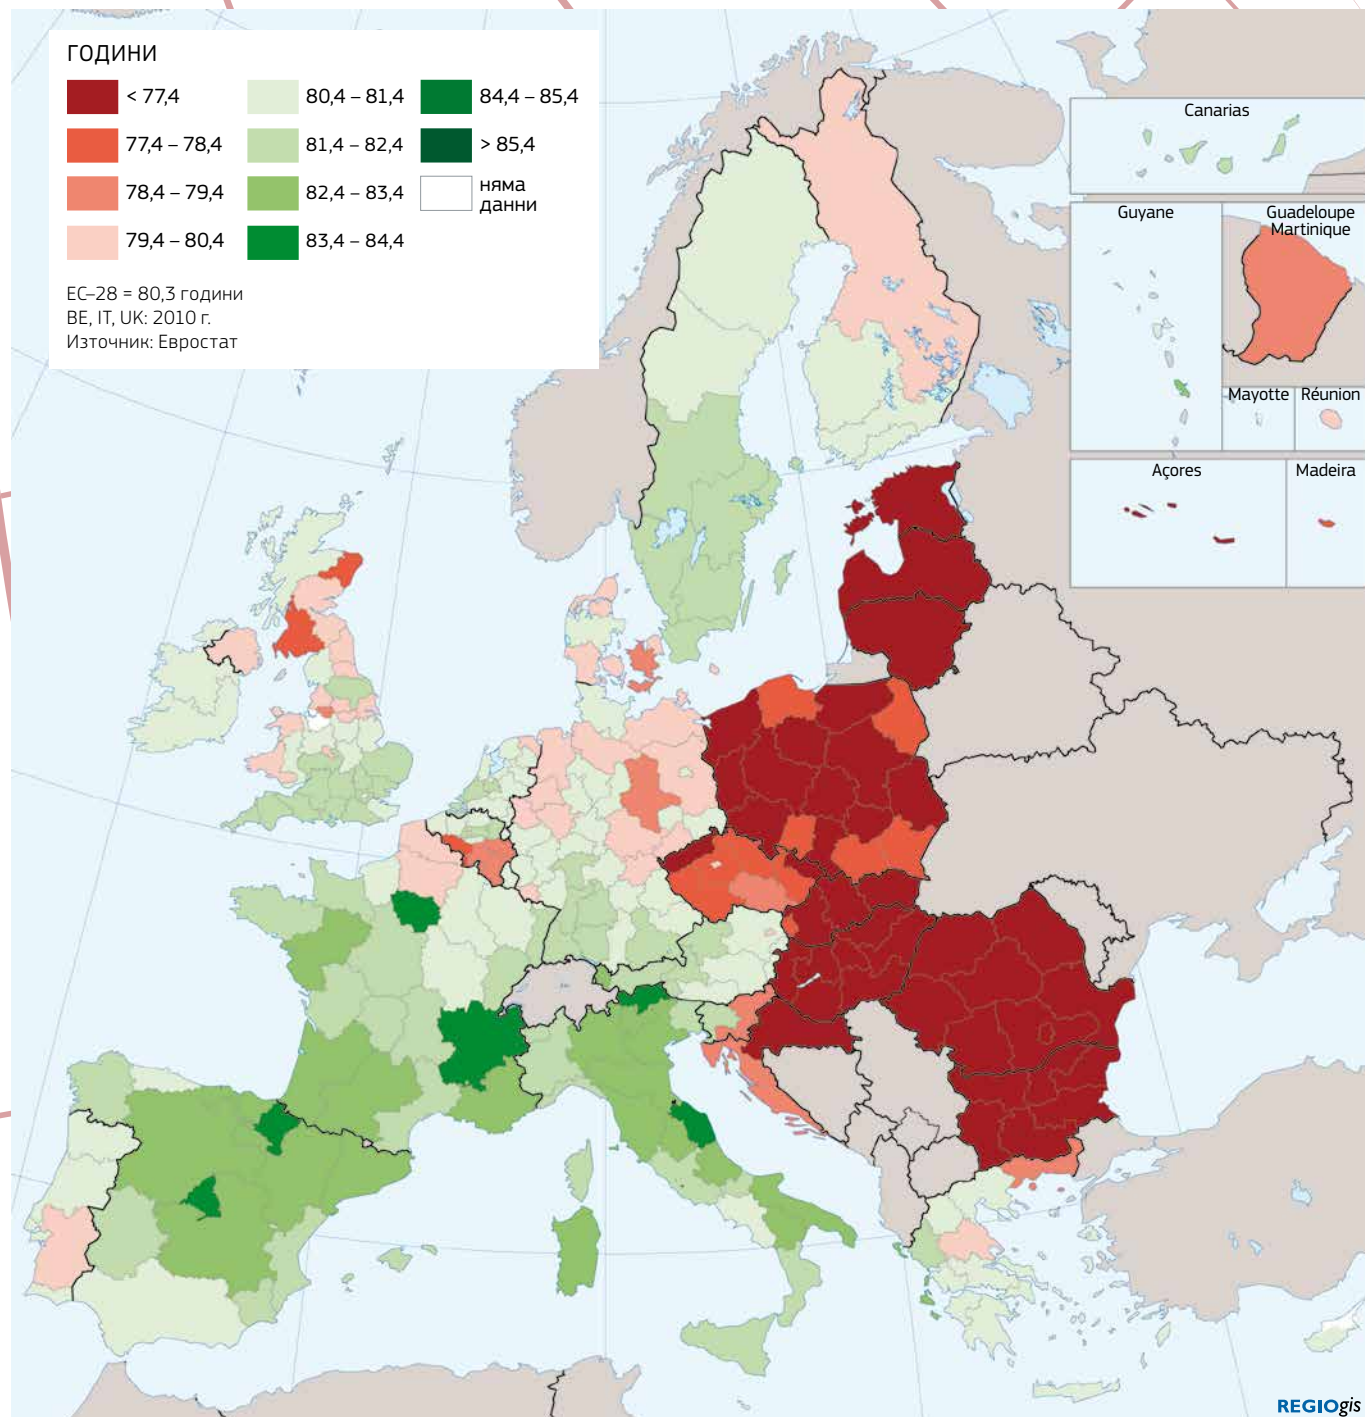 ГОДИНИ
< 77,4
77,4 – 78,4
78,4 – 79,4
79,4 – 80,4
80,4 – 81,4
81,4 – 82,4
82,4 – 83,4
83,4 – 84,4
84,4 – 85,4
> 85,4
няма
данни
ЕС–28 = 80,3 години
BE, IT, UK: 2010 г.
Източник: Евростат
Canarias
Guyane
Guadeloupe
Martinique
Mayotte
Réunion
Açores
Madeira
REGIOgis